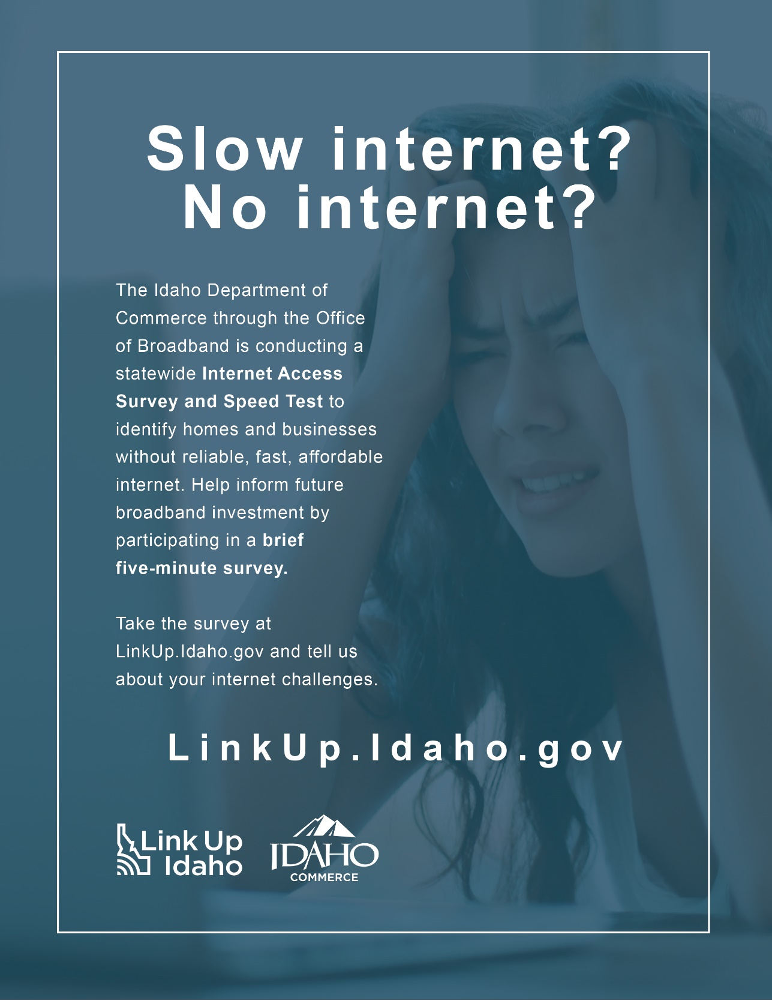 Slow internet?
No internet?
The Idaho Department of
Commerce through the Office
of Broadband is conducting a
statewide Internet Access
Survey and Speed Test to
identify homes and businesses
without reliable, fast, affordable
internet. Help inform future
broadband investment by
participating in a brief
five-minute survey.
Take the survey at
LinkUp.Idaho.gov and tell us
about your internet challenges.
LinkUp.Idaho.gov
Link Up
Idaho
IDAHO
COMMERCE